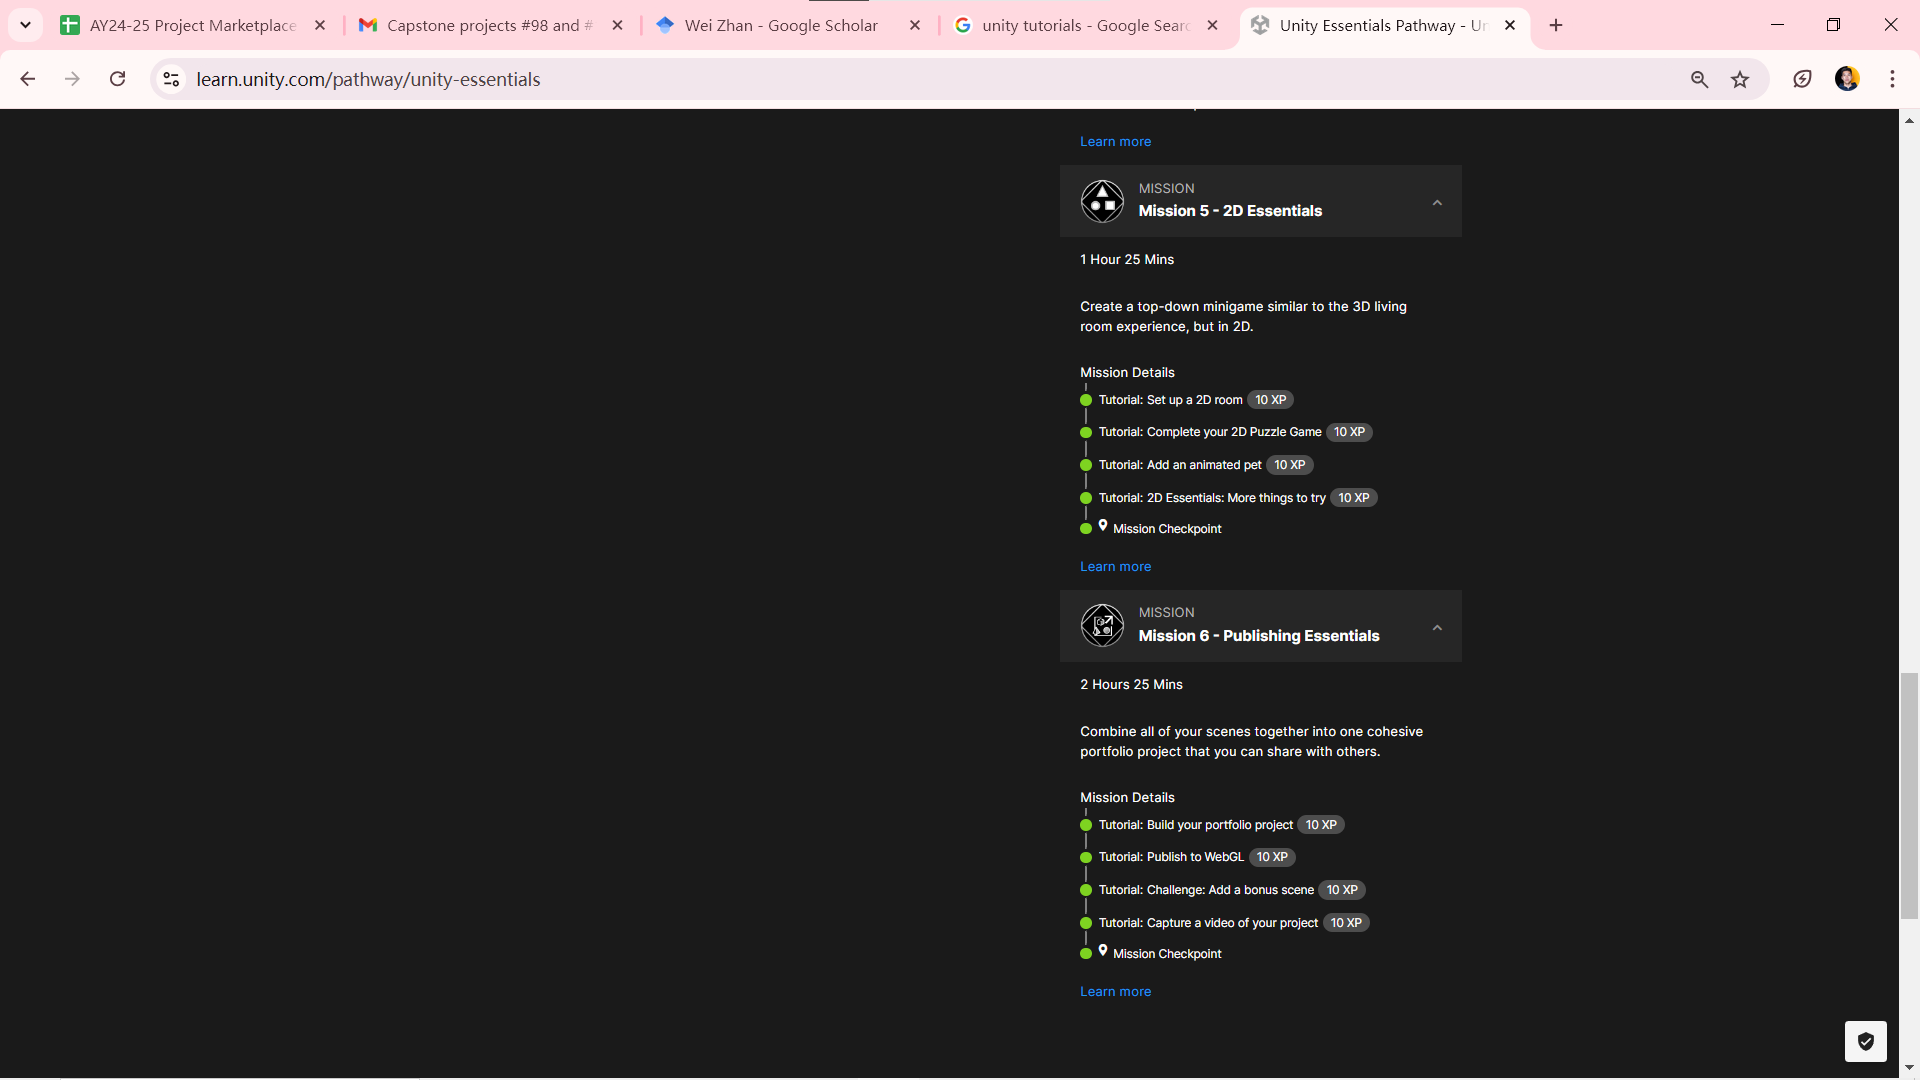 AY24-25 Project Marketplace
Capstone projects #98 and #
Wei Zhan - Google Scholar
unity tutorials - Google Searc
Unity Essentials Pathway - Ur
learn.unity.com/pathway/unity-essentials
Learn more
MISSION
Mission 5 - 2D Essentials
1 Hour 25 Mins
Create a top-down minigame similar to the 3D living
room experience, but in 2D.
Mission Details
Tutorial: Set up a 2D room 10 XP
Tutorial: Complete your 2D Puzzle Game 10 XP
Tutorial: Add an animated pet 10 XP
Tutorial: 2D Essentials: More things to try 10 XP
Mission Checkpoint
Learn more
MISSION
Mission 6 - Publishing Essentials
2 Hours 25 Mins
Combine all of your scenes together into one cohesive
portfolio project that you can share with others.
Mission Details
Tutorial: Build your portfolio project 10 XP
Tutorial: Publish to WebGL 10 XP
Tutorial: Challenge: Add a bonus scene 10 XP
Tutorial: Capture a video of your project 10 XP
Mission Checkpoint
Learn more